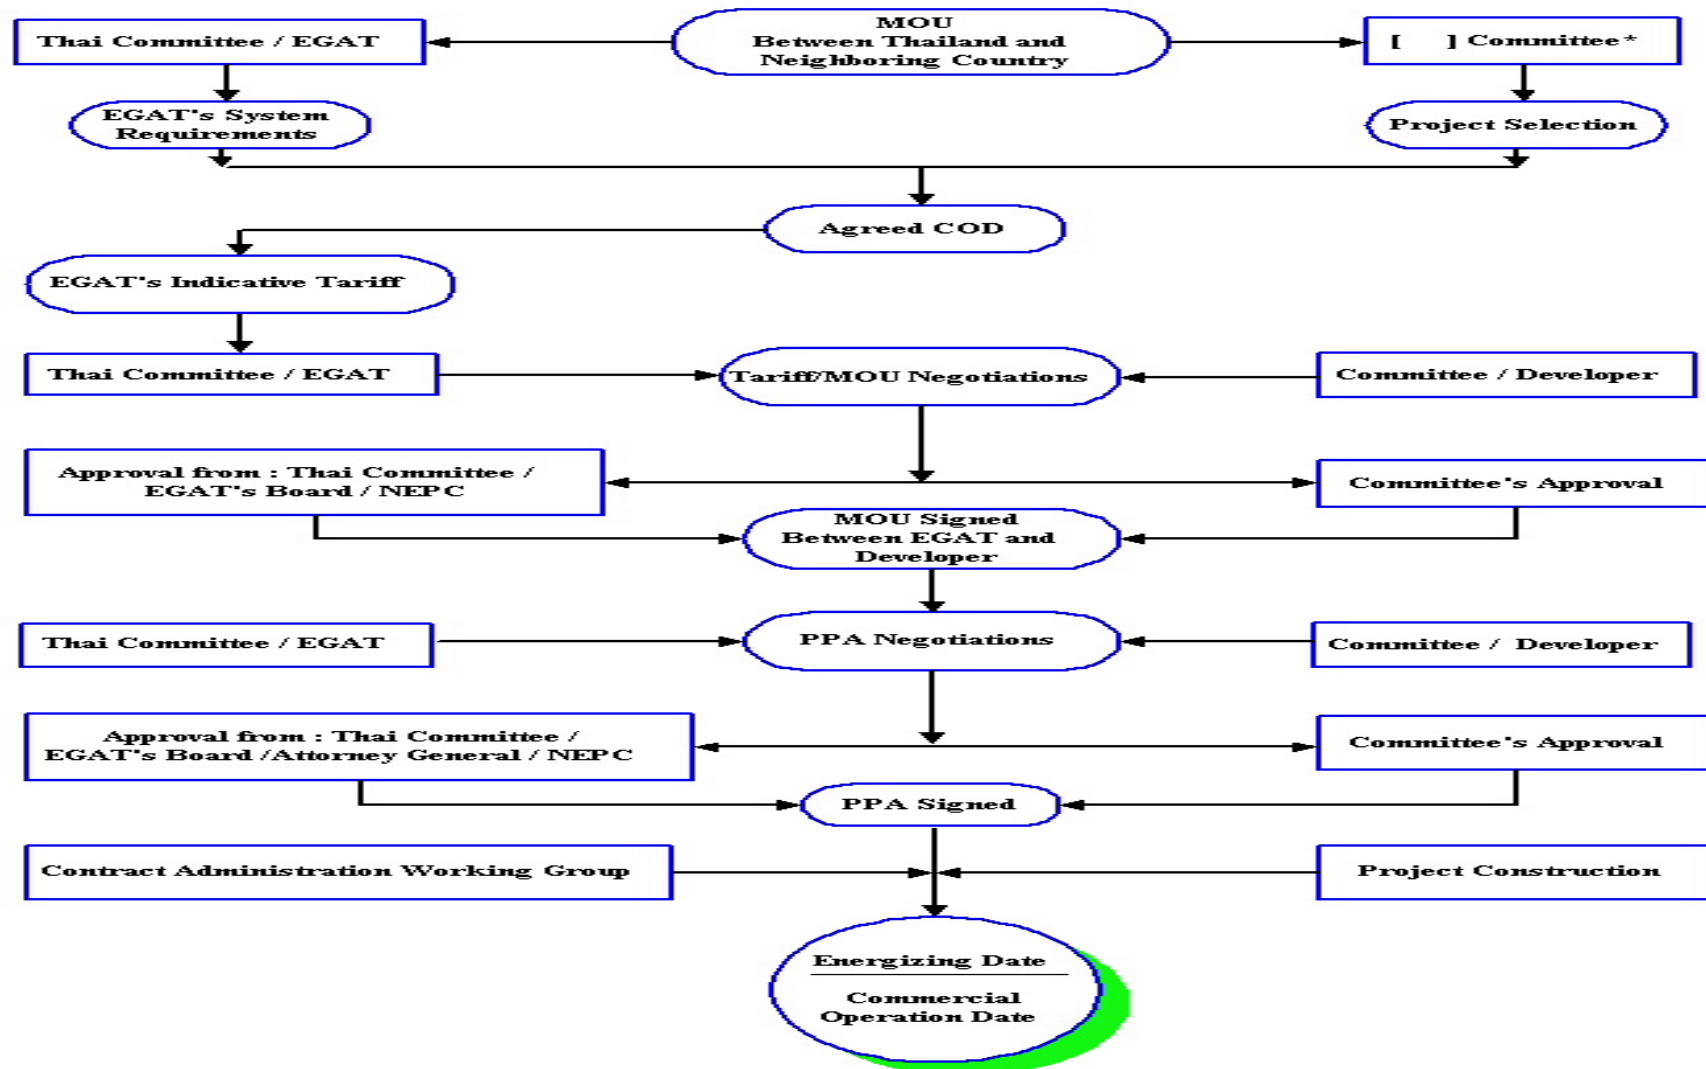 MOU
Between Thailand and
Neighboring Country
Thai Committee / EGAT
[ ] Committee*
EGAT's System
Requirements
Project Selection
Agreed COD
EGAT's Indicative Tariff
Thai Committee / EGAT
Tariff/MOU Negotiations
Committee / Developer
Approval from : Thai Committee /
EGAT's Board / NEPC
Committee's Approval
MOU Signed
Between EGAT and
Developer
Thai Committee / EGAT
PPA Negotiations
Committee / Developer
Approval from : Thai Committee /
EGAT's Board /Attorney General / NEPC
Committee's Approval
PPA Signed
Contract Administration Working Group
Project Construction
Energizing Date
Commercial
Operation Date